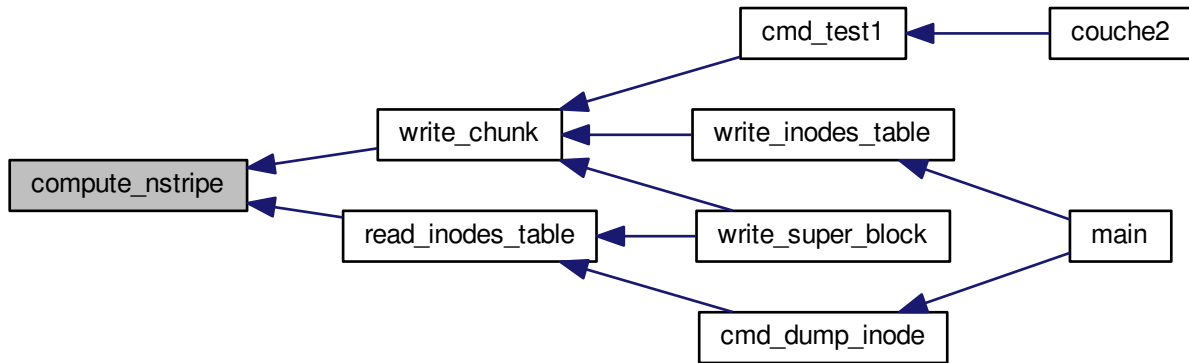 cmd_test1
couche2
write_chunk
write_inodes_table
compute_nstripe
read_inodes_table
write_super_block
main
cmd_dump_inode